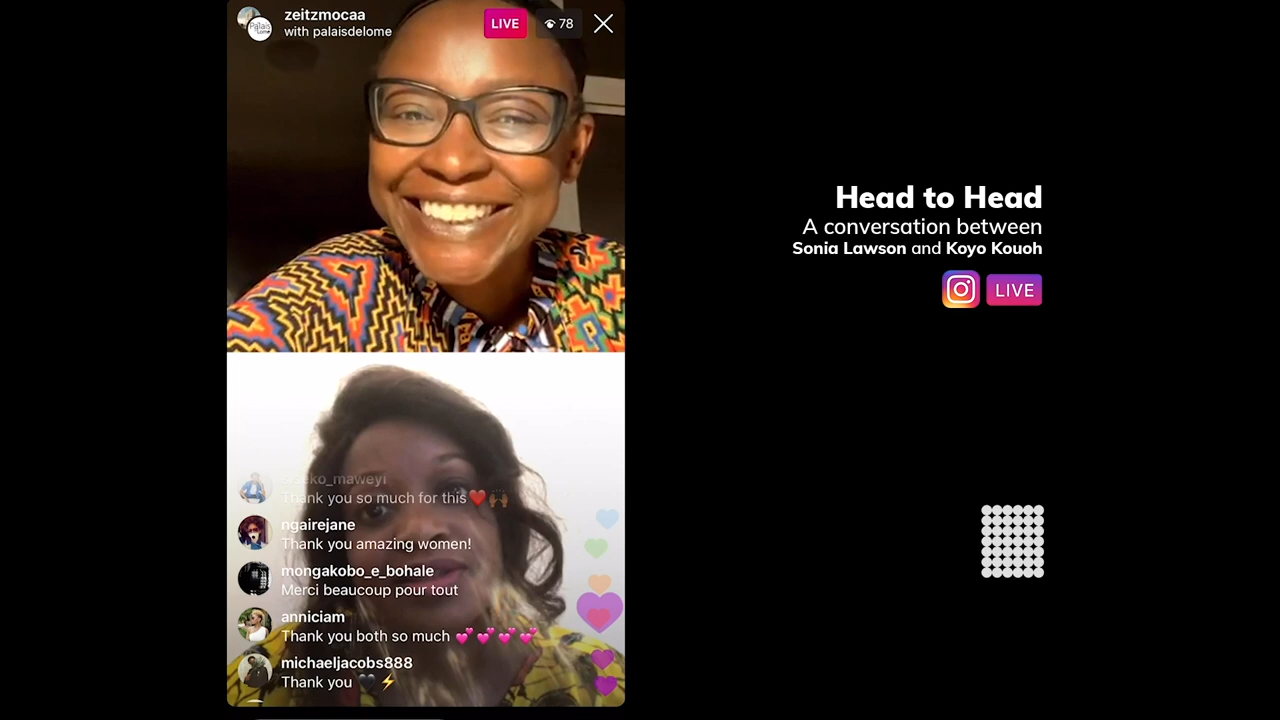 zeitzmocaa
with palaisdelome
LIVE
78
Head to Head
A conversation between
Sonia Lawson and Koyo Kouoh
LIVE
Thank you so much for this❤️🙌🏾
ngairejane
Thank you amazing women!
mongakobo_e_bohale
Merci beaucoup pour tout
anniciam
Thank you both so much 💕 💕 💕 💕
michaeljacobs888
Thank you 🖤⚡